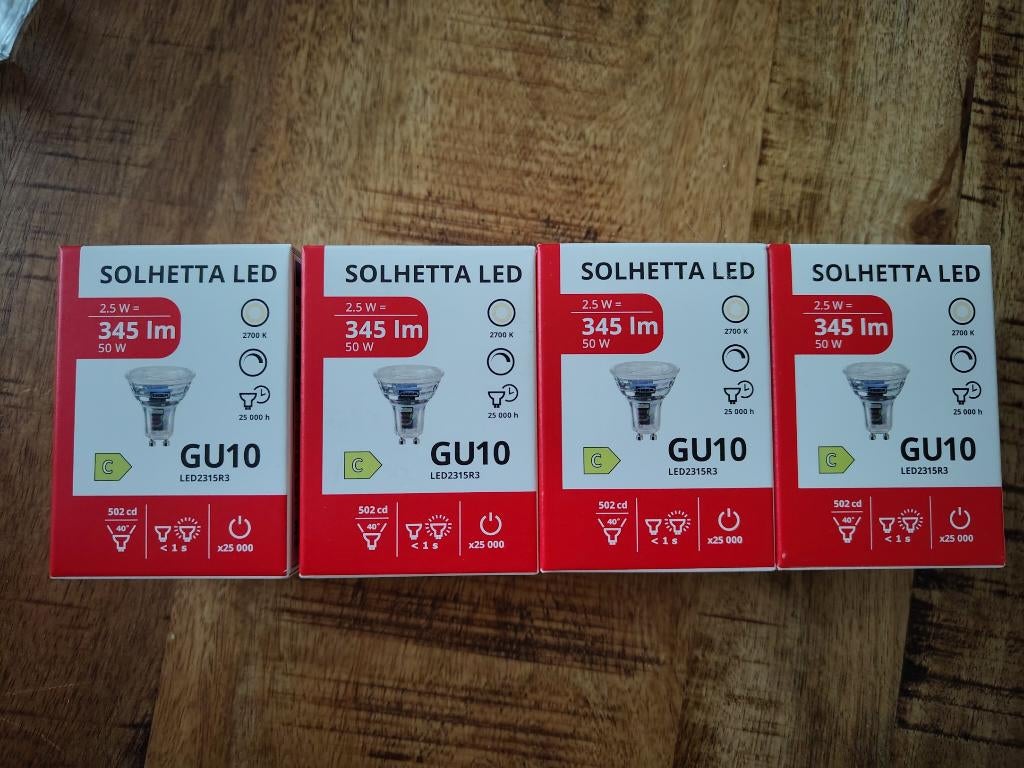 SOLHETTA LED
2.5 W =
345 lm
50 W
2700 K
25 000 h
GU10
LED2315R3
C
502 cd
40°
< 1 s
x25 000
SOLHETTA LED
2.5 W =
345 lm
50 W
2700 K
25 000 h
GU10
LED2315R3
C
502 cd
40°
< 1 s
x25 000
SOLHETTA LED
2.5 W =
345 lm
50 W
2700 K
25 000 h
GU10
LED2315R3
C
502 cd
40°
< 1 s
x25 000
SOLHETTA LED
2.5 W =
345 lm
50 W
2700 K
25 000 h
GU10
LED2315R3
C
502 cd
40°
< 1 s
x25 000